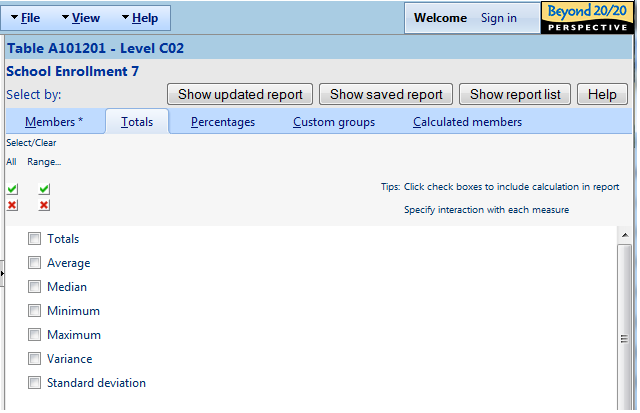 File View Help
Welcome Sign in
Beyond 20/20
PERSPECTIVE
Table A101201 - Level C02
School Enrollment 7
Select by: Show updated report Show saved report Show report list Help
Members * Totals Percentages Custom groups Calculated members
Select/Clear
All Range...
Tips: Click check boxes to include calculation in report
Specify interaction with each measure
Totals
Average
Median
Minimum
Maximum
Variance
Standard deviation